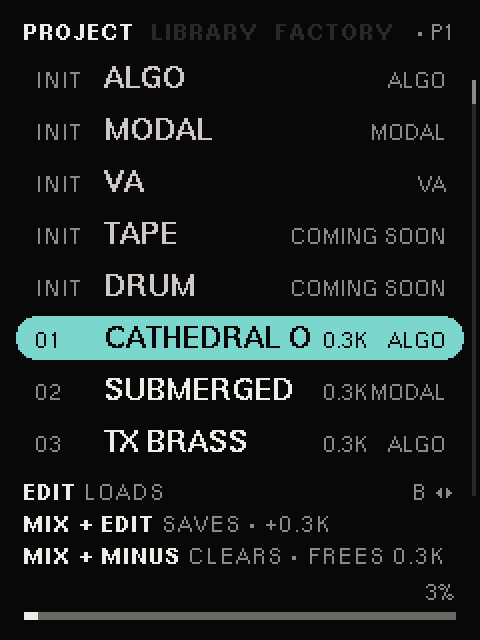 PROJECT LIBRARY FACTORY · P1
INIT ALGO ALGO
INIT MODAL MODAL
INIT VA VA
INIT TAPE COMING SOON
INIT DRUM COMING SOON
01 CATHEDRAL O 0.3K ALGO
02 SUBMERGED 0.3K MODAL
03 TX BRASS 0.3K ALGO
EDIT LOADS B
MIX + EDIT SAVES · +0.3K
MIX + MINUS CLEARS · FREES 0.3K
3%